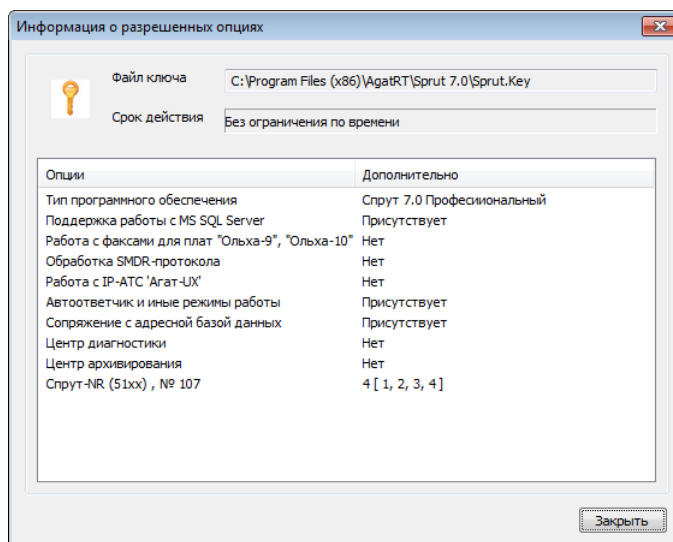 Информация о разрешенных опциях
Файл ключа C:\Program Files (x86)\AgatRT\Sprut 7.0\Sprut.Key
Срок действия Без ограничения по времени
Опции Дополнительно
Тип программного обеспечения Спрут 7.0 Професиональный
Поддержка работы с MS SQL Server Присутствует
Работа с факсами для плат "Ольха-9", "Ольха-10" Нет
Обработка SMDR-протокола Нет
Работа с IP-АТС 'Агат-UX' Нет
Автоответчик и иные режимы работы Присутствует
Сопряжение с адресной базой данных Присутствует
Центр диагностики Нет
Центр архивирования Нет
Спрут-NR (51xx) , № 107 4 [ 1, 2, 3, 4 ]
Закрыть